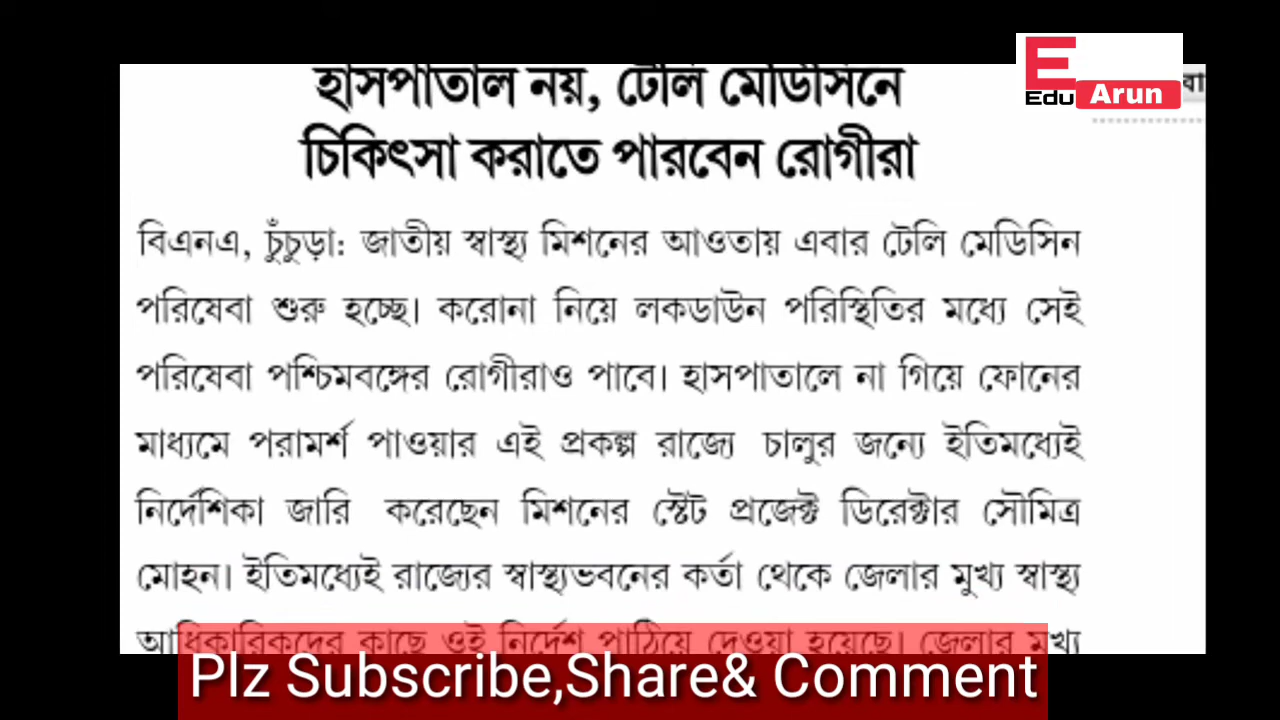 হাসপাতাল নয়, টেলি মেডিসিনে
চিকিৎসা করাতে পারবেন রোগীরা
E
Edu Arun
বা
বিএনএ, চুঁচুড়া: জাতীয় স্বাস্থ্য মিশনের আওতায় এবার টেলি মেডিসিন
পরিষেবা শুরু হচ্ছে। করোনা নিয়ে লকডাউন পরিস্থিতির মধ্যে সেই
পরিষেবা পশ্চিমবঙ্গের রোগীরাও পাবে। হাসপাতালে না গিয়ে ফোনের
মাধ্যমে পরামর্শ পাওয়ার এই প্রকল্প রাজ্যে চালুর জন্যে ইতিমধ্যেই
নির্দেশিকা জারি করেছেন মিশনের স্টেট প্রজেক্ট ডিরেক্টার সৌমিত্র
মোহন। ইতিমধ্যেই রাজ্যের স্বাস্থ্যভবনের কর্তা থেকে জেলার মুখ্য স্বাস্থ্য
আধিকারিকদের কাছে ওই নির্দেশ পাঠিয়ে দেওয়া হয়েছে। জেলার মুখ্য
Plz Subscribe,Share& Comment